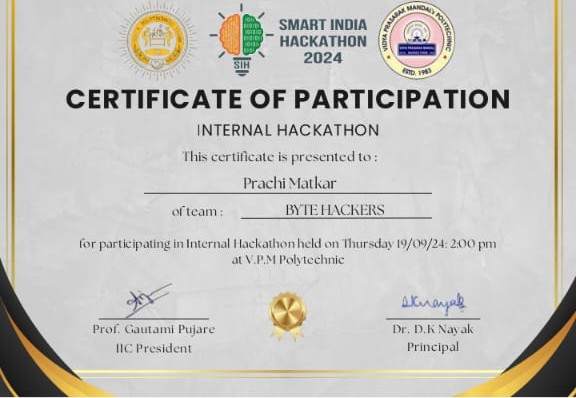 SIH
SMART INDIA
HACKATHON
2024
VIDYA PRASARAK MANDAL'S POLYTECHNIC
ESTD. 1983
CERTIFICATE OF PARTICIPATION
INTERNAL HACKATHON
This certificate is presented to :
Prachi Matkar
of team : BYTE HACKERS
for participating in Internal Hackathon held on Thursday 19/09/24: 2:00 pm
at V.P.M Polytechnic
Prof. Gautami Pujare
IIC President
Dr. D.K Nayak
Principal